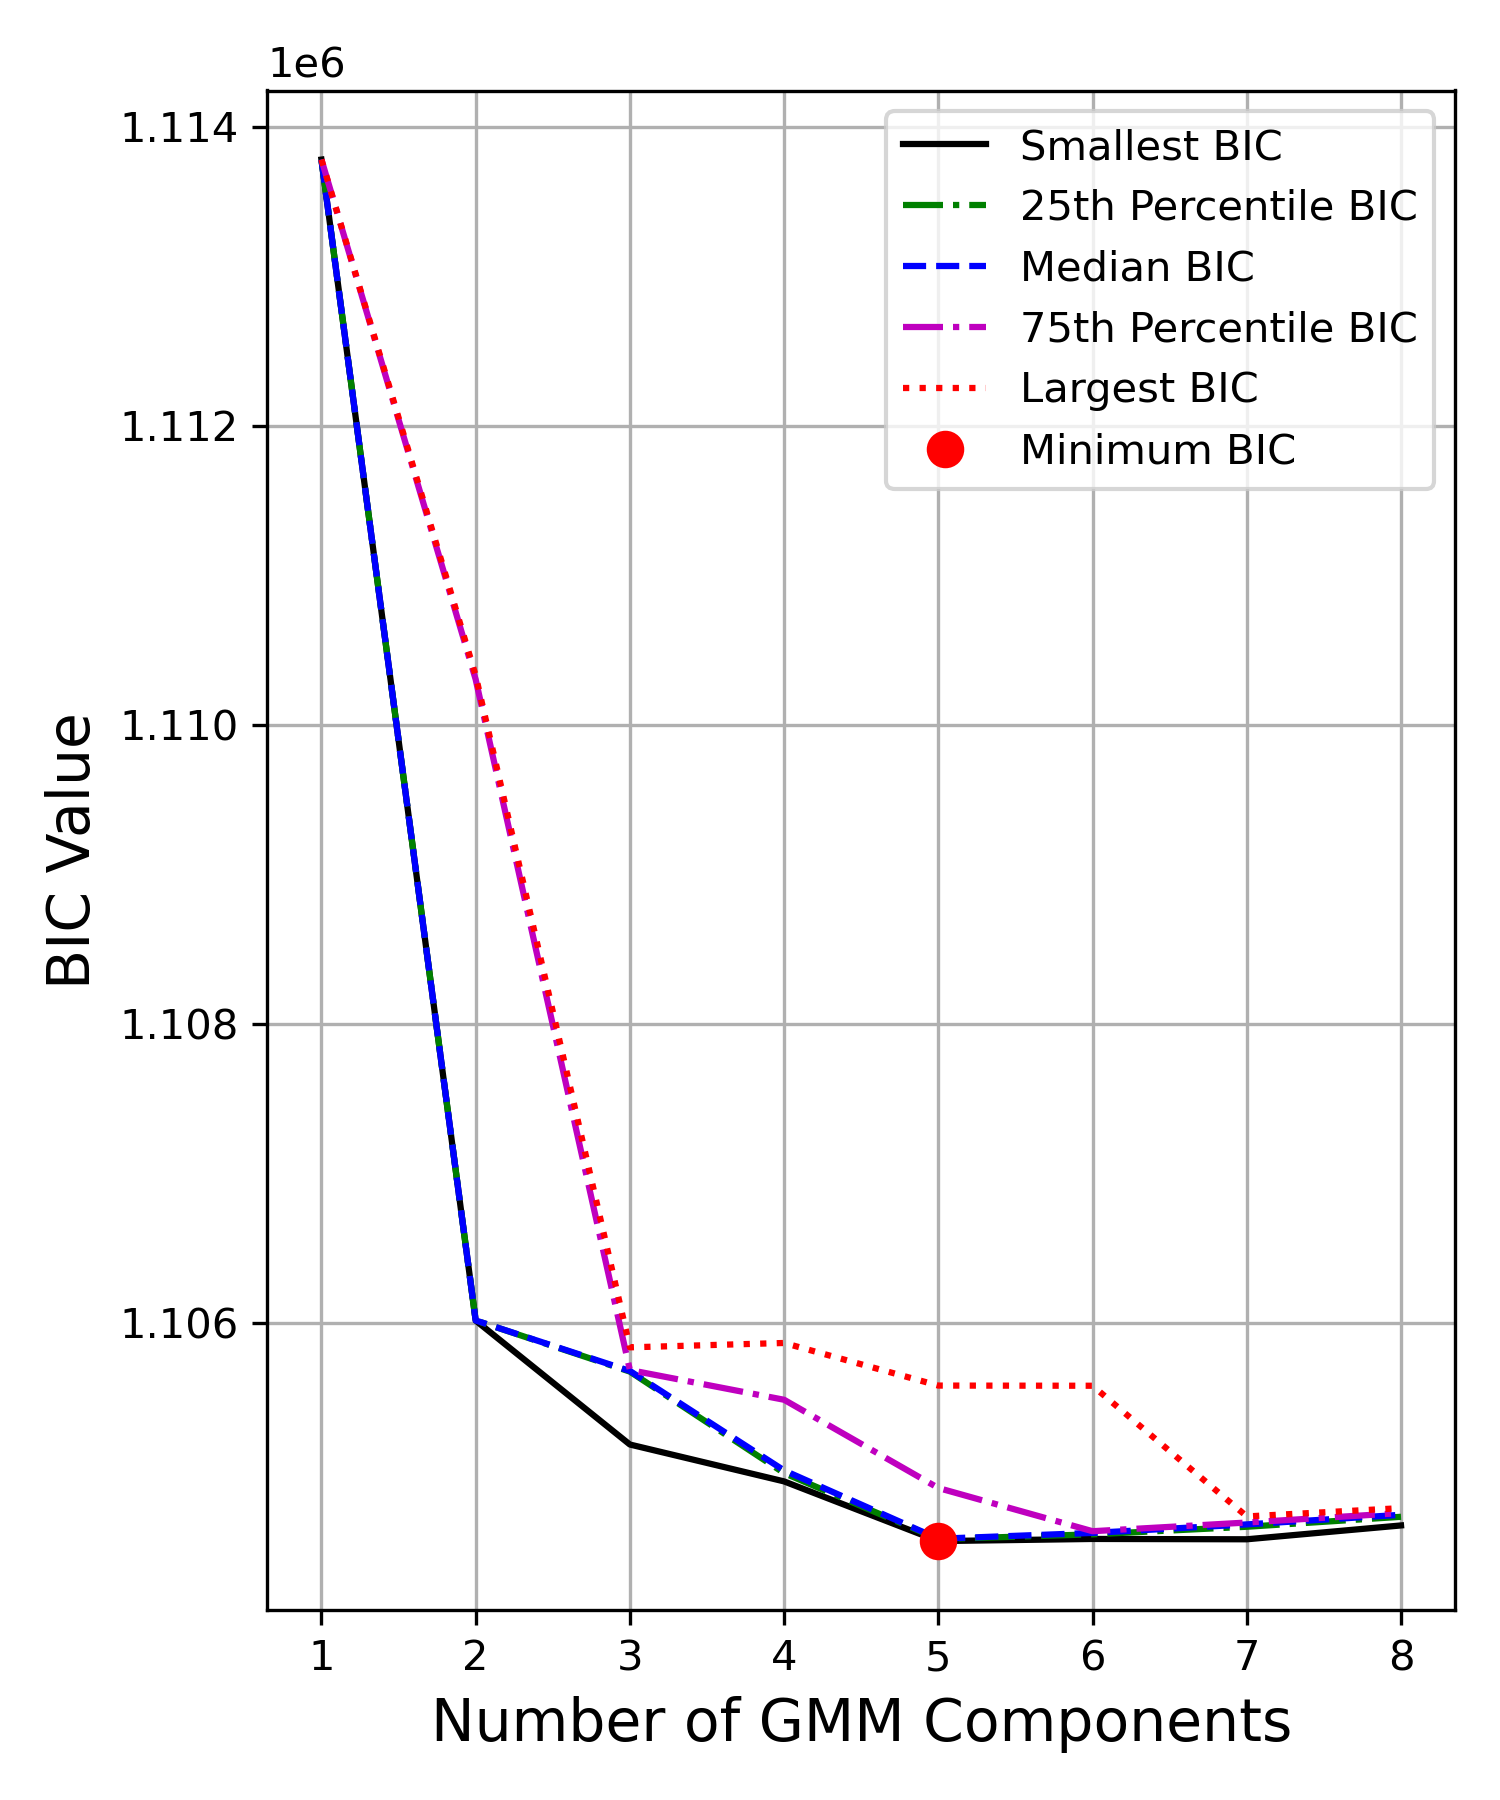 1e6
1.114
1.112
1.110
1.108
1.106
BIC Value
Smallest BIC
25th Percentile BIC
Median BIC
75th Percentile BIC
Largest BIC
Minimum BIC
1 2 3 4 5 6 7 8
Number of GMM Components